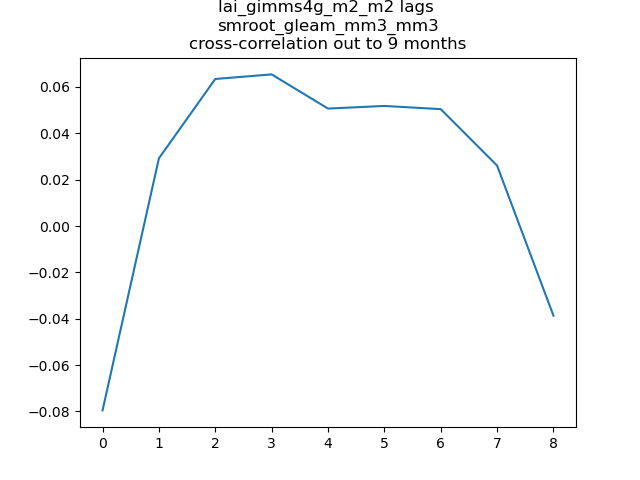 lai_gimms4g_m2_m2 lags
smroot_gleam_mm3_mm3
cross-correlation out to 9 months
0.06
0.04
0.02
0.00
−0.02
−0.04
−0.06
−0.08
0 1 2 3 4 5 6 7 8